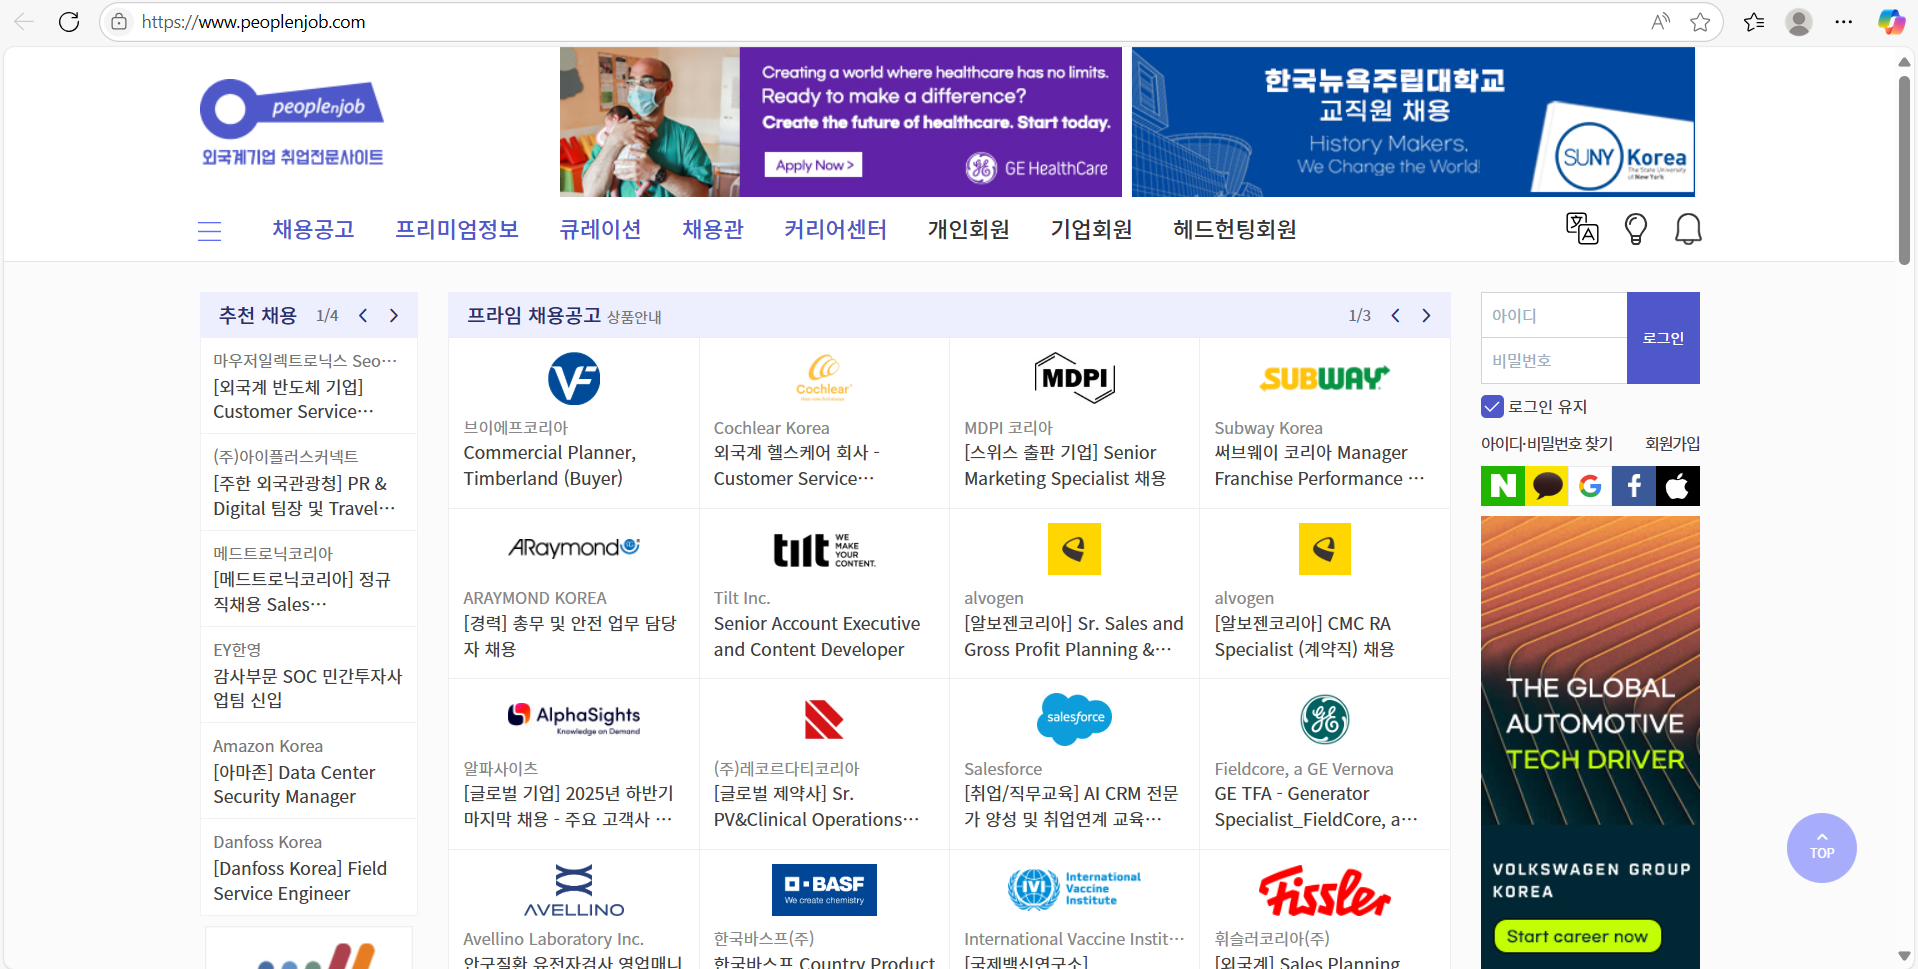 https://www.peoplenjob.com
peoplenjob
외국계기업 취업전문사이트
Creating a world where healthcare has no limits.
Ready to make a difference?
Create the future of healthcare. Start today.
Apply Now >
GE HealthCare
한국뉴욕주립대학교
교직원 채용
History Makers,
We Change the World!
SUNY Korea
The State University
of New York
채용공고 프리미엄정보 큐레이션 채용관 커리어센터 개인회원 기업회원 헤드헌팅회원
추천 채용 1/4
마우저일렉트로닉스 Seo…
[외국계 반도체 기업]
Customer Service…
(주)아이플러스커넥트
[주한 외국관광청] PR &
Digital 팀장 및 Travel…
메드트로닉코리아
[메드트로닉코리아] 정규
직채용 Sales…
EY한영
감사부문 SOC 민간투자사
업팀 신입
Amazon Korea
[아마존] Data Center
Security Manager
Danfoss Korea
[Danfoss Korea] Field
Service Engineer
프라임 채용공고 상품안내 1/3
VF
브이에프코리아
Commercial Planner,
Timberland (Buyer)
Cochlear
Cochlear Korea
외국계 헬스케어 회사 -
Customer Service…
MDPI
MDPI 코리아
[스위스 출판 기업] Senior
Marketing Specialist 채용
SUBWAY
Subway Korea
써브웨이 코리아 Manager
Franchise Performance …
ARaymond
ARAYMOND KOREA
[경력] 총무 및 안전 업무 담당
자 채용
tilt WE
MAKE
YOUR
CONTENT.
Tilt Inc.
Senior Account Executive
and Content Developer
alvogen
[알보젠코리아] Sr. Sales and
Gross Profit Planning &…
alvogen
[알보젠코리아] CMC RA
Specialist (계약직) 채용
AlphaSights
Knowledge on Demand
알파사이츠
[글로벌 기업] 2025년 하반기
마지막 채용 - 주요 고객사 …
(주)레코르다티코리아
[글로벌 제약사] Sr.
PV&Clinical Operations…
salesforce
Salesforce
[취업/직무교육] AI CRM 전문
가 양성 및 취업연계 교육…
GE
Fieldcore, a GE Vernova
GE TFA - Generator
Specialist_FieldCore, a…
AVELLINO
Avellino Laboratory Inc.
안구질환 유전자검사 영업매니
BASF
We create chemistry
한국바스프(주)
한국바스프 Country Product
IVI International
Vaccine
Institute
International Vaccine Instit…
[국제백신연구소]
Fissler
휘슬러코리아(주)
[외국계] Sales Planning
아이디
비밀번호
로그인
로그인 유지
아이디·비밀번호 찾기 회원가입
THE GLOBAL
AUTOMOTIVE
TECH DRIVER
VOLKSWAGEN GROUP
KOREA
Start career now
TOP